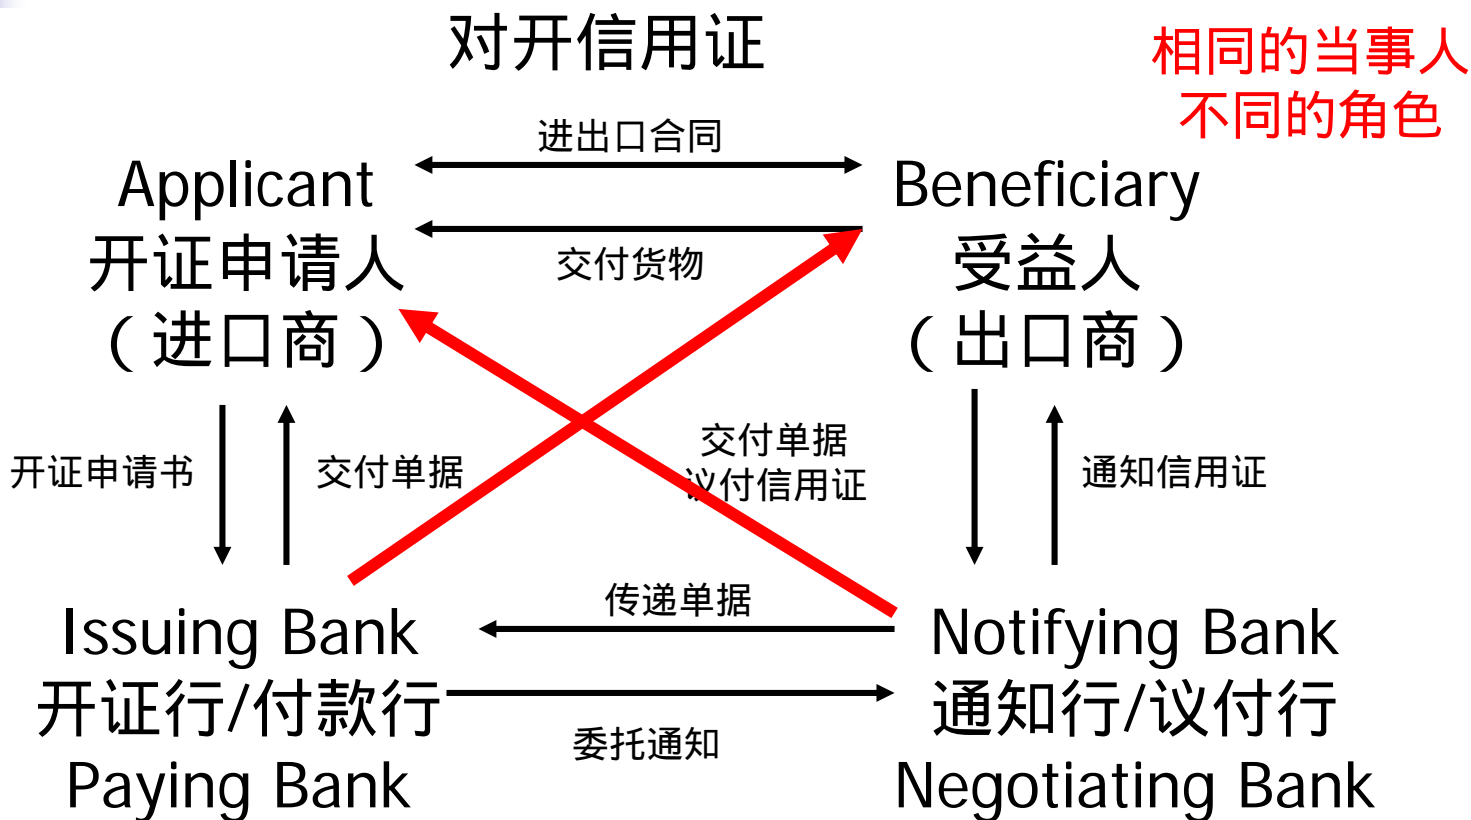 对开信用证
相同的当事人
不同的角色
进出口合同
Applicant
开证申请人
（进口商）
Beneficiary
受益人
（出口商）
交付货物
开证申请书
交付单据
交付单据
议付信用证
通知信用证
传递单据
Issuing Bank
开证行/付款行
Paying Bank
委托通知
Notifying Bank
通知行/议付行
Negotiating Bank